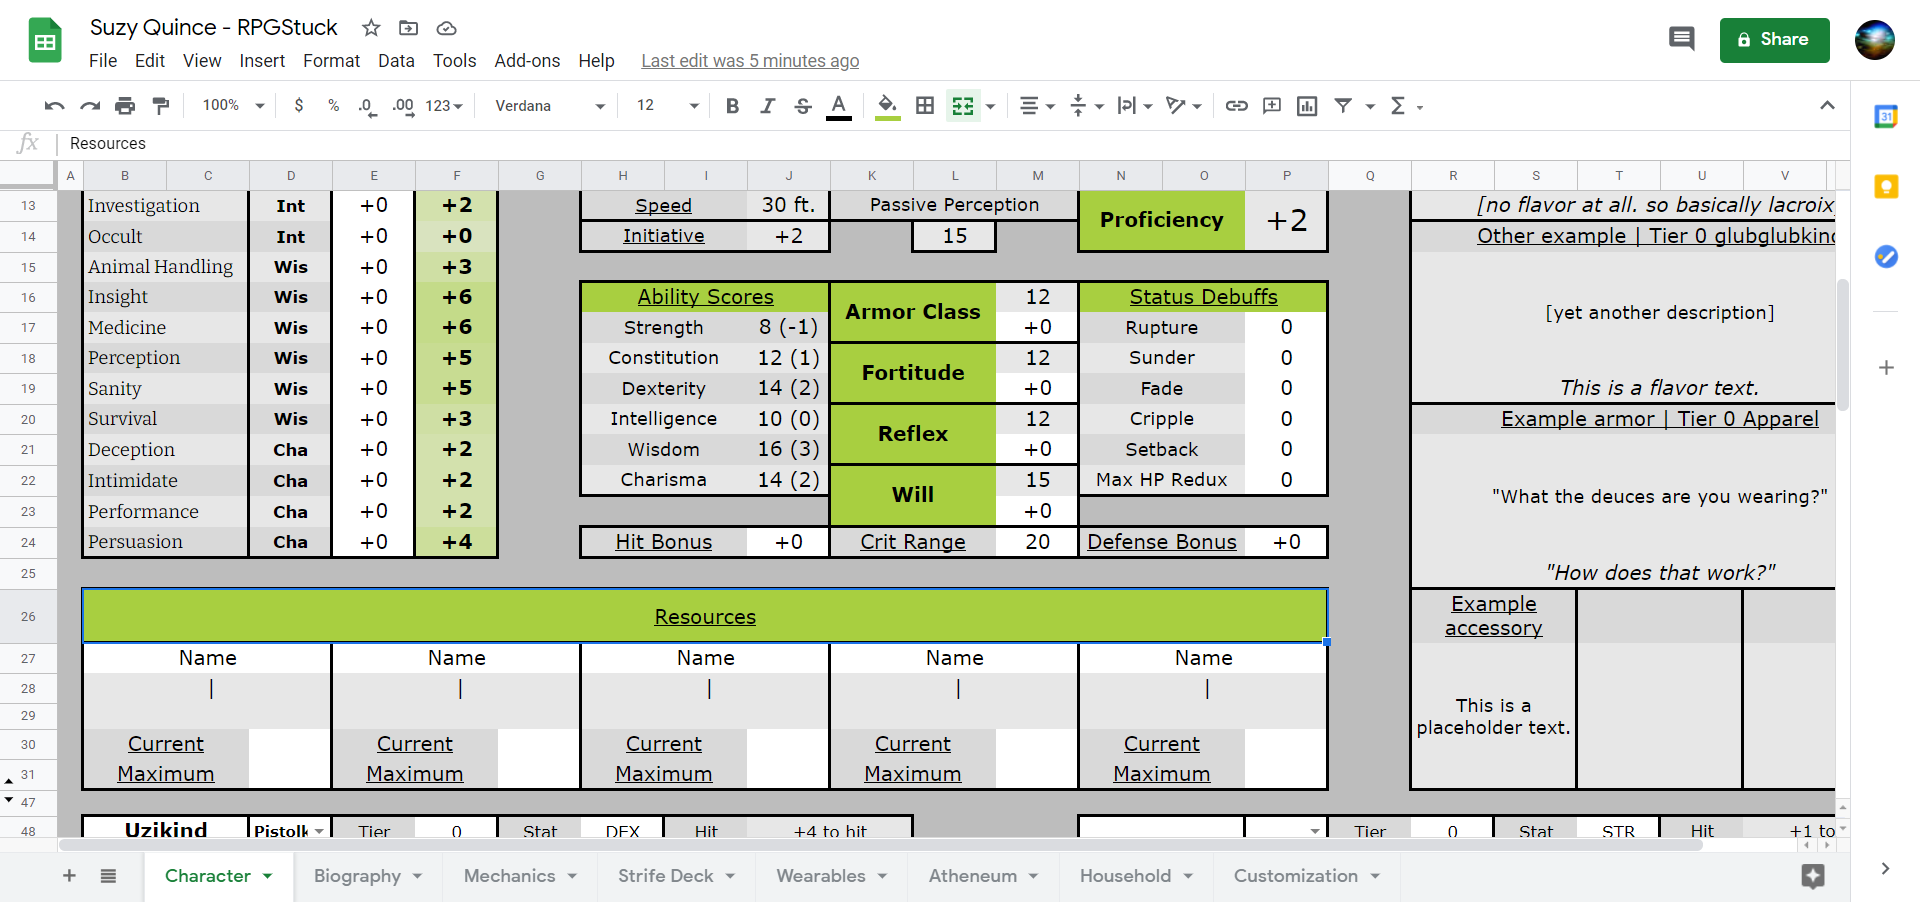 Suzy Quince - RPGStuck
File Edit View Insert Format Data Tools Add-ons Help Last edit was 5 minutes ago
Share
100% $ % .0 .00 123 Verdana 12 B I S A Σ
31
fx Resources
A B C D E F G H I J K L M N O P Q R S T U V
13 Investigation Int +0 +2 Speed 30 ft. Passive Perception Proficiency +2 [no flavor at all. so basically lacroix
14 Occult Int +0 +0 Initiative +2 15 Other example | Tier 0 glubglubkind
15 Animal Handling Wis +0 +3
16 Insight Wis +0 +6 Ability Scores Armor Class 12 Status Debuffs [yet another description]
17 Medicine Wis +0 +6 Strength 8 (-1) +0 Rupture 0
18 Perception Wis +0 +5 Constitution 12 (1) Fortitude 12 Sunder 0
19 Sanity Wis +0 +5 Dexterity 14 (2) +0 Fade 0 This is a flavor text.
20 Survival Wis +0 +3 Intelligence 10 (0) Reflex 12 Cripple 0 Example armor | Tier 0 Apparel
21 Deception Cha +0 +2 Wisdom 16 (3) +0 Setback 0
22 Intimidate Cha +0 +2 Charisma 14 (2) Will 15 Max HP Redux 0 "What the deuces are you wearing?"
23 Performance Cha +0 +2 +0
24 Persuasion Cha +0 +4 Hit Bonus +0 Crit Range 20 Defense Bonus +0
25 "How does that work?"
26 Resources Example accessory
27 Name Name Name Name Name
28 | | | | |
29 This is a placeholder text.
30 Current Current Current Current Current
31 Maximum Maximum Maximum Maximum Maximum
47
48 Uzikind Pistolk Tier 0 Stat DEX Hit +4 to hit Tier 0 Stat STR Hit +1 to
Character Biography Mechanics Strife Deck Wearables Atheneum Household Customization